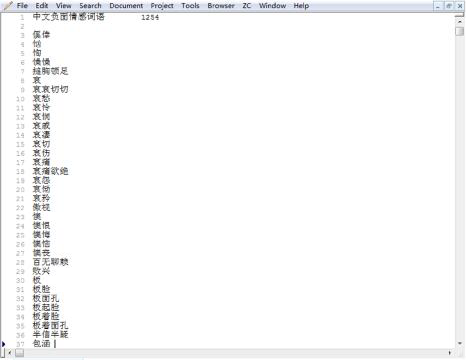 File Edit View Search Document Project Tools Browser ZC Window Help
1 中文负面情感词语 1254
2
3
4
5
6
7 捶胸顿足
8 哀
9 哀哀切切
10 哀愁
11 哀怜
12 哀悯
13 哀戚
14 哀凄
15 哀切
16 哀伤
17 哀痛
18 哀痛欲绝
19 哀怨
20 哀恸
21 哀矜
22 傲视
23 懊
24 懊恨
25 懊悔
26 懊恼
27 懊丧
28 百无聊赖
29 败兴
30 板
31 板脸
32 板面孔
33 板起脸
34 板着脸
35 板着面孔
36 半信半疑
37 包涵